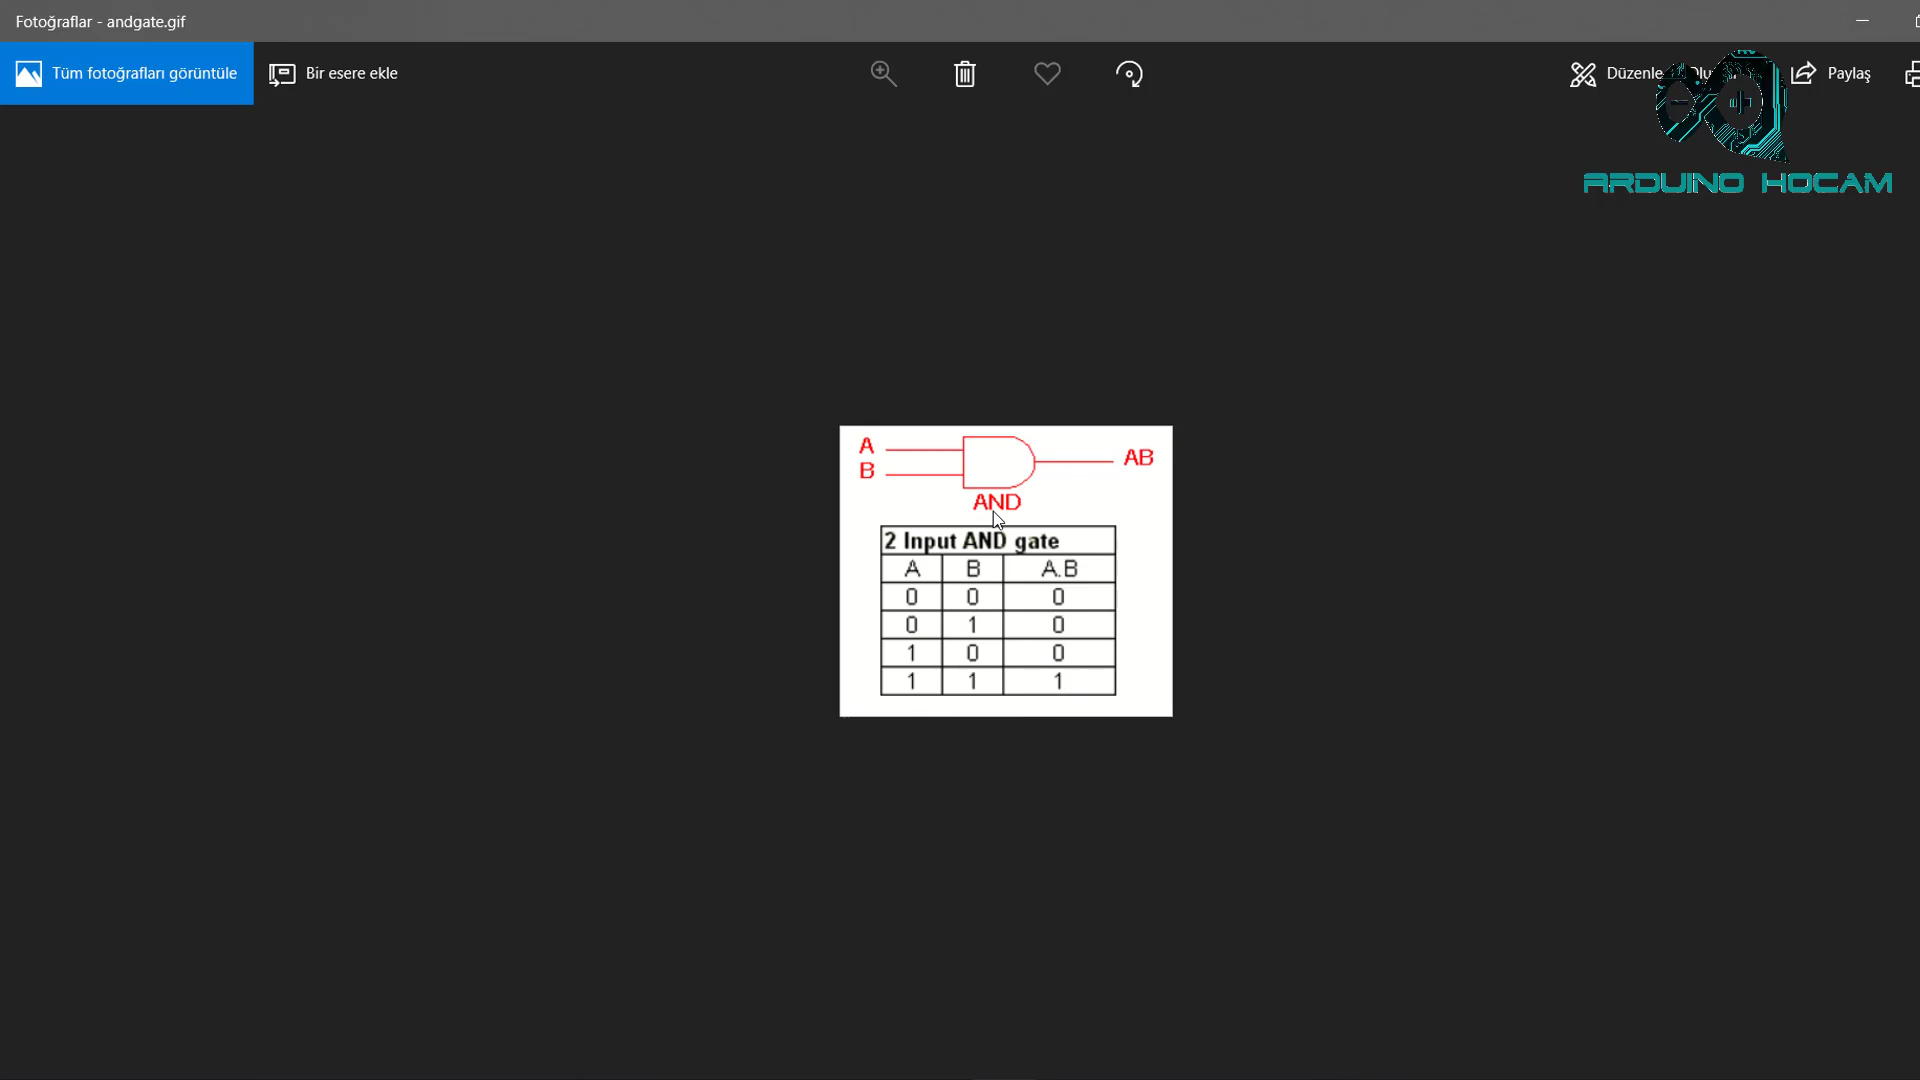 Fotoğraflar - andgate.gif
Tüm fotoğrafları görüntüle
Bir esere ekle
Düzenle
Paylaş
ARDUINO HOCAM
A
B
AB
AND
2 Input AND gate
A B A.B
0 0 0
0 1 0
1 0 0
1 1 1